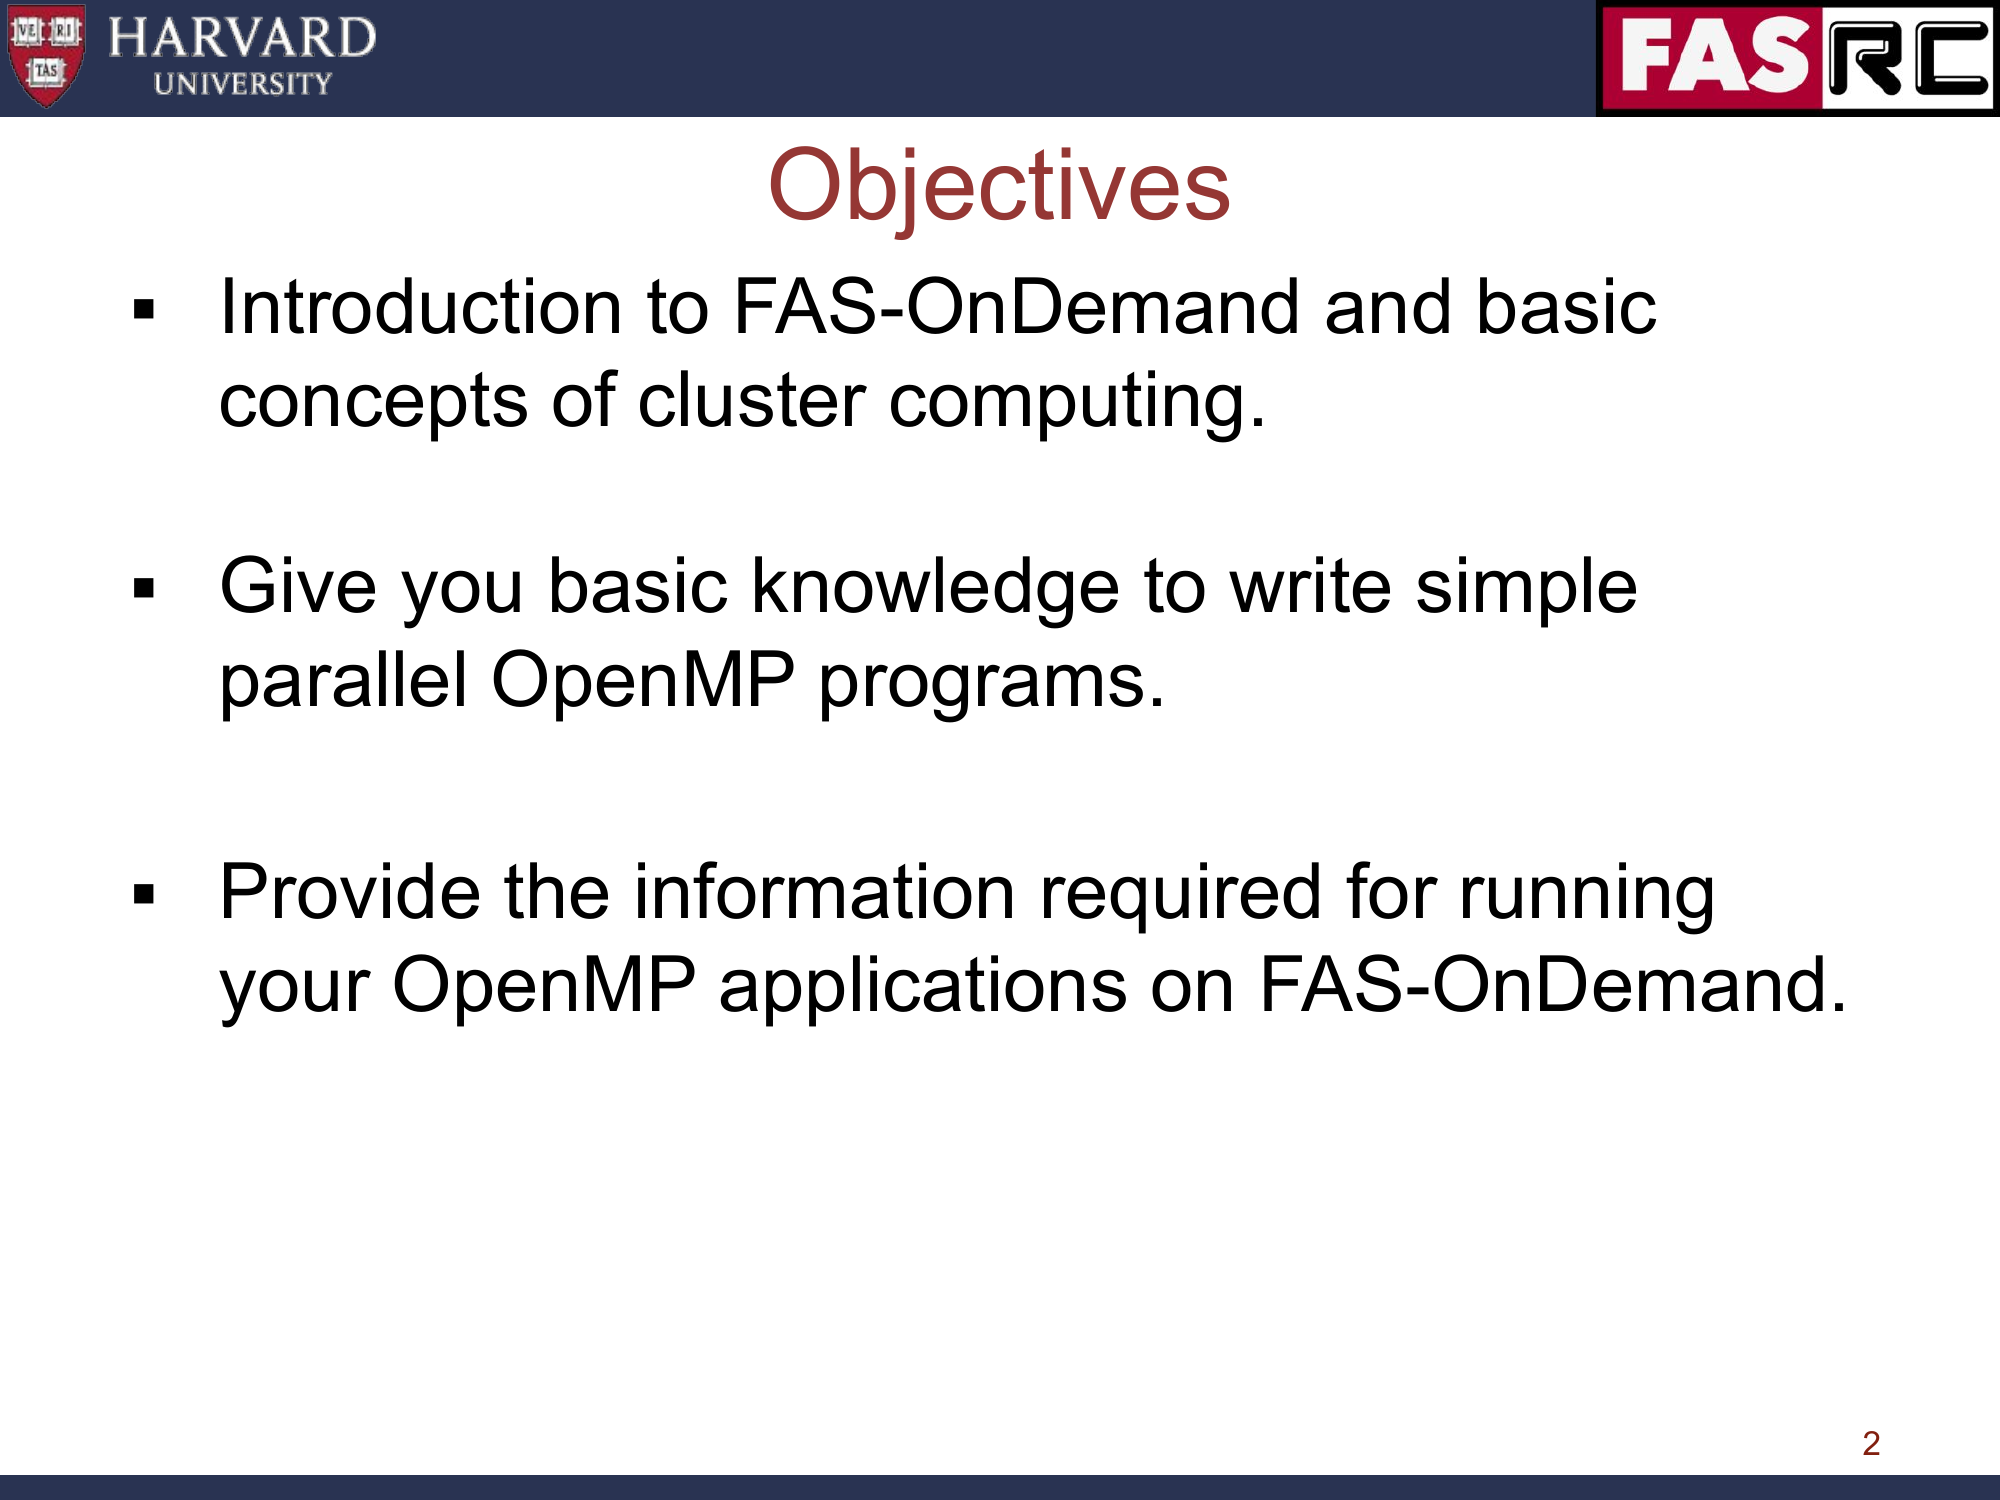 VE RI
TAS
HARVARD
UNIVERSITY
FAS RC
Objectives
▪ Introduction to FAS-OnDemand and basic
concepts of cluster computing.
▪ Give you basic knowledge to write simple
parallel OpenMP programs.
▪ Provide the information required for running
your OpenMP applications on FAS-OnDemand.
2